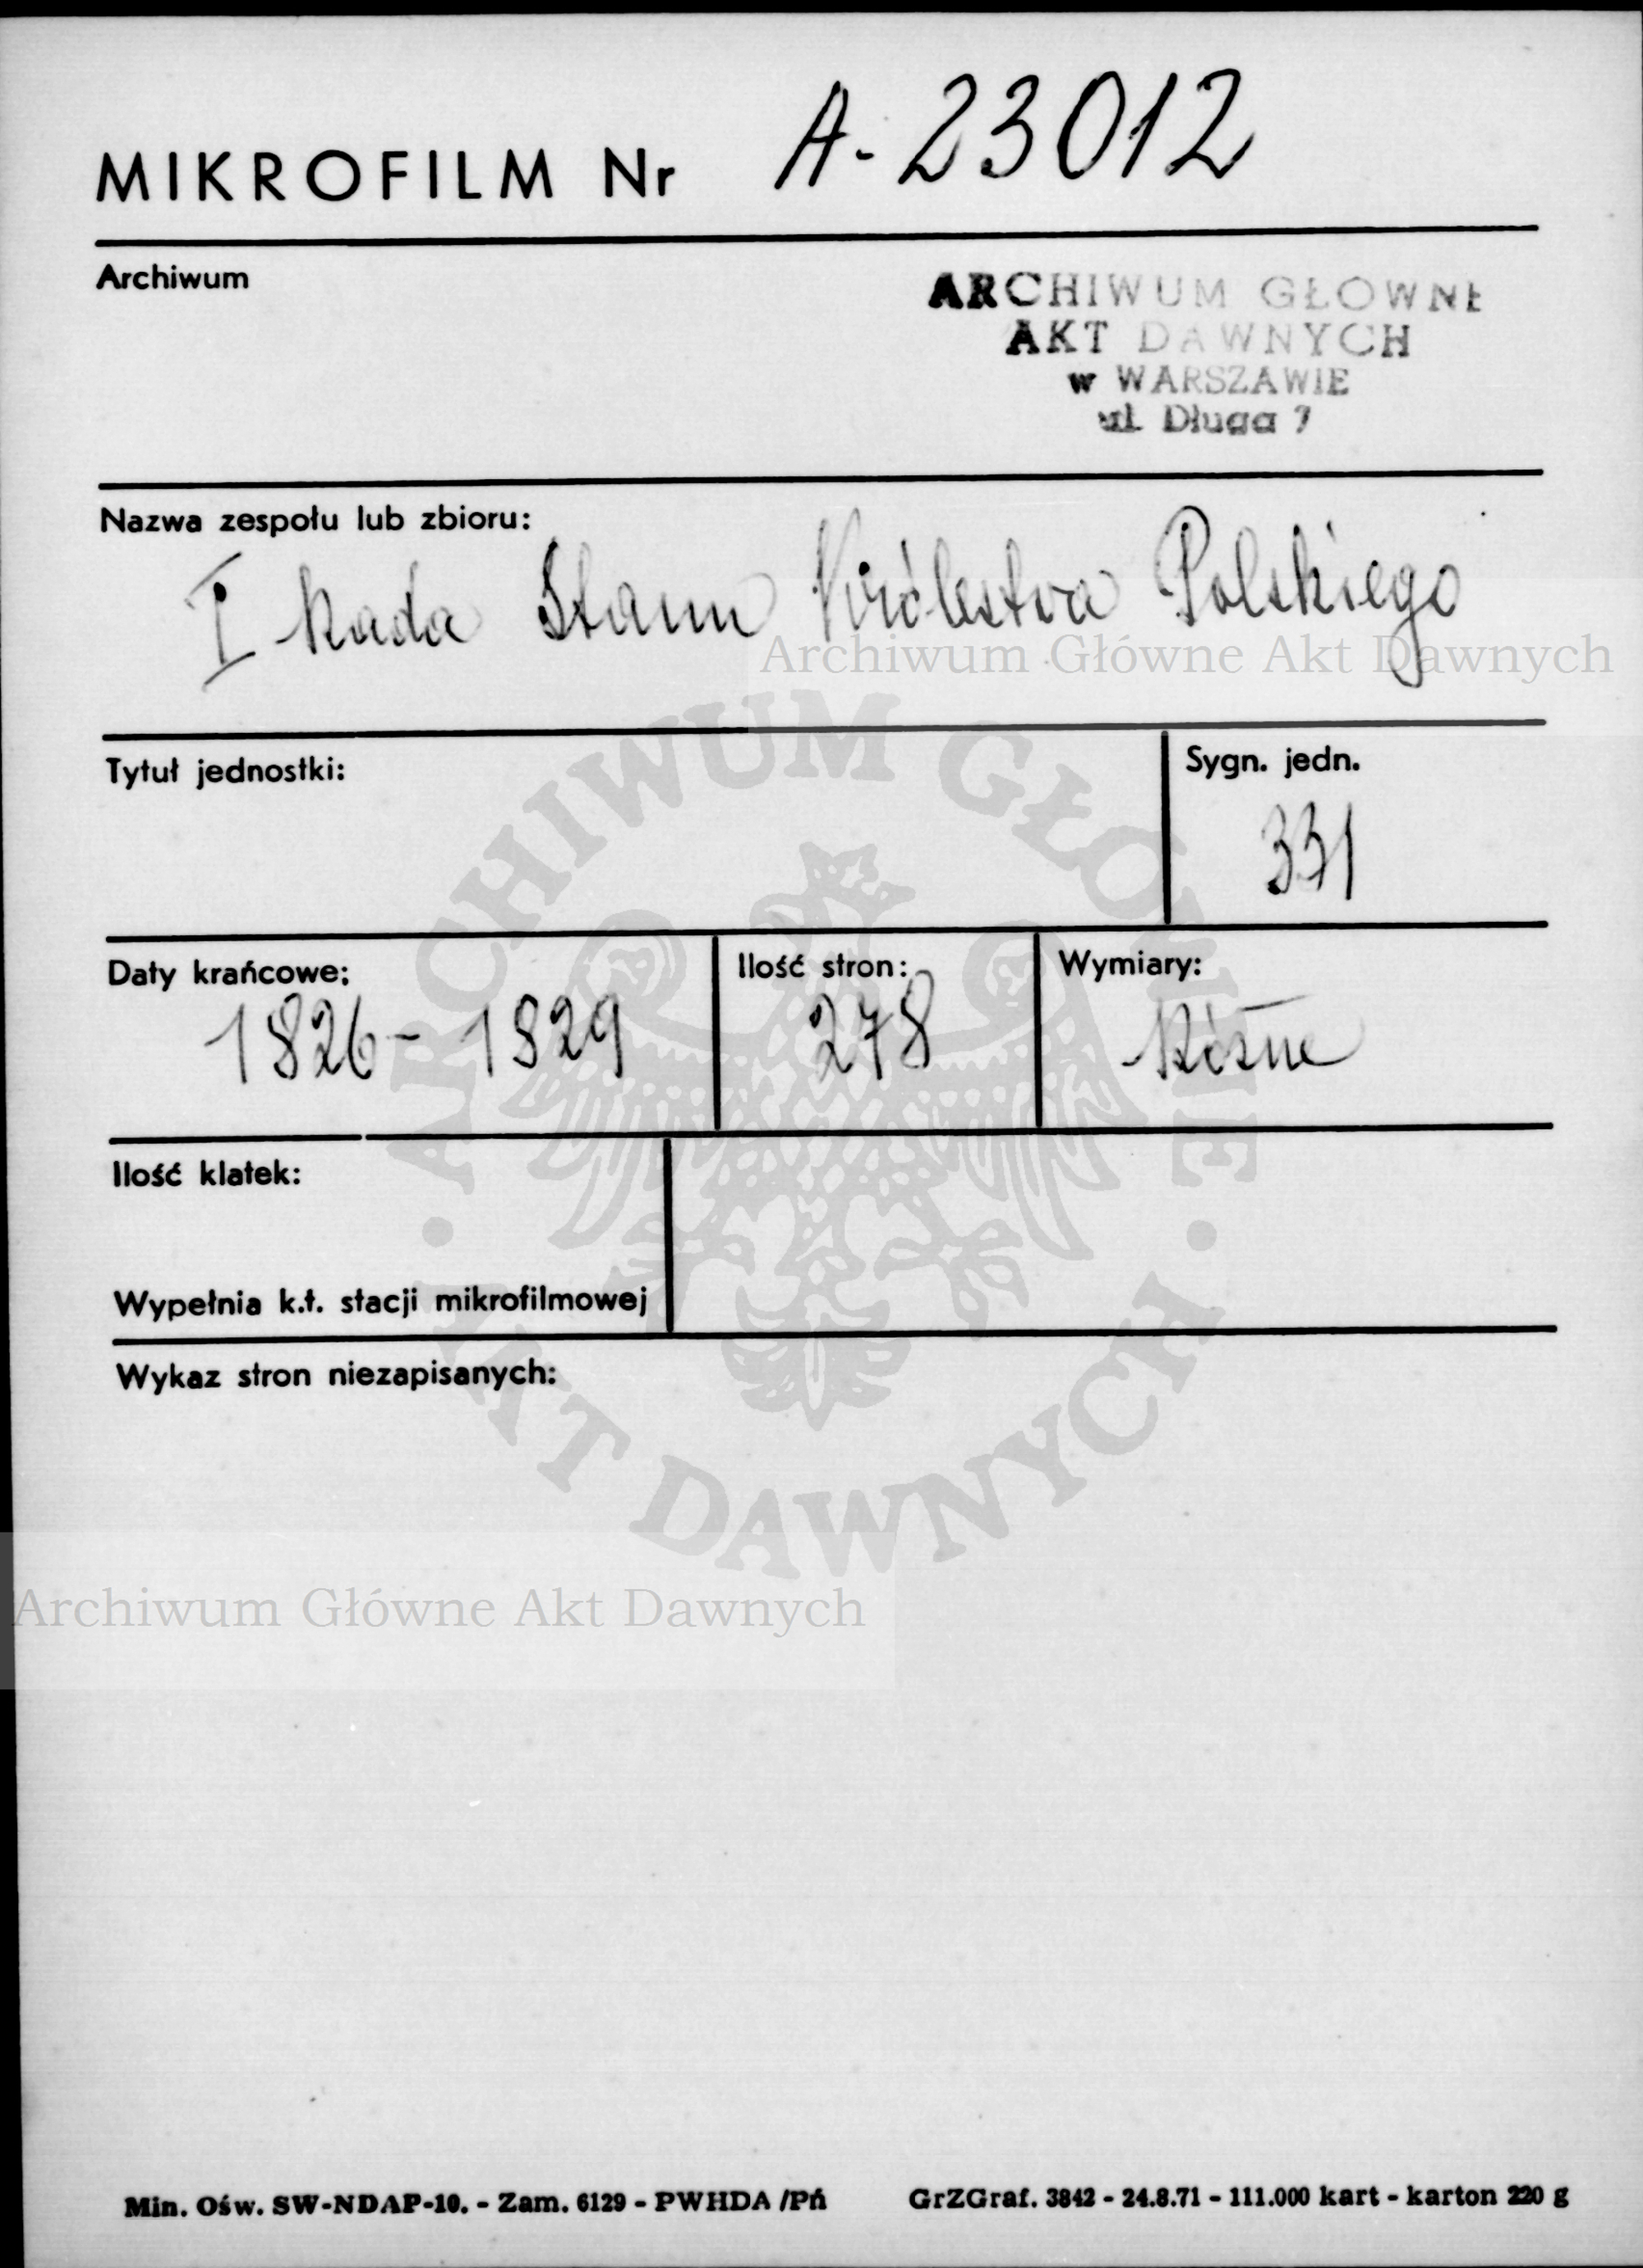 MIKROFILM Nr A-23012
Archiwum
ARCHIWUM GŁÓWNE
AKT DAWNYCH
w WARSZAWIE
ul. Długa 7
Nazwa zespołu lub zbioru:
I Rada Stanu Królestwa Polskiego
Archiwum Główne Akt Dawnych
Tytuł jednostki:
Sygn. jedn.
331
Daty krańcowe:
1826-1829
Ilość stron:
278
Wymiary:
Różne
Ilość klatek:
Wypełnia k.t. stacji mikrofilmowej
Wykaz stron niezapisanych:
ARCHIWUM GŁÓWNE · AKT DAWNYCH ·
Archiwum Główne Akt Dawnych
Min. Ośw. SW-NDAP-10. - Zam. 6129 - PWHDA /Pń GrZGraf. 3842 - 24.8.71 - 111.000 kart - karton 220 g